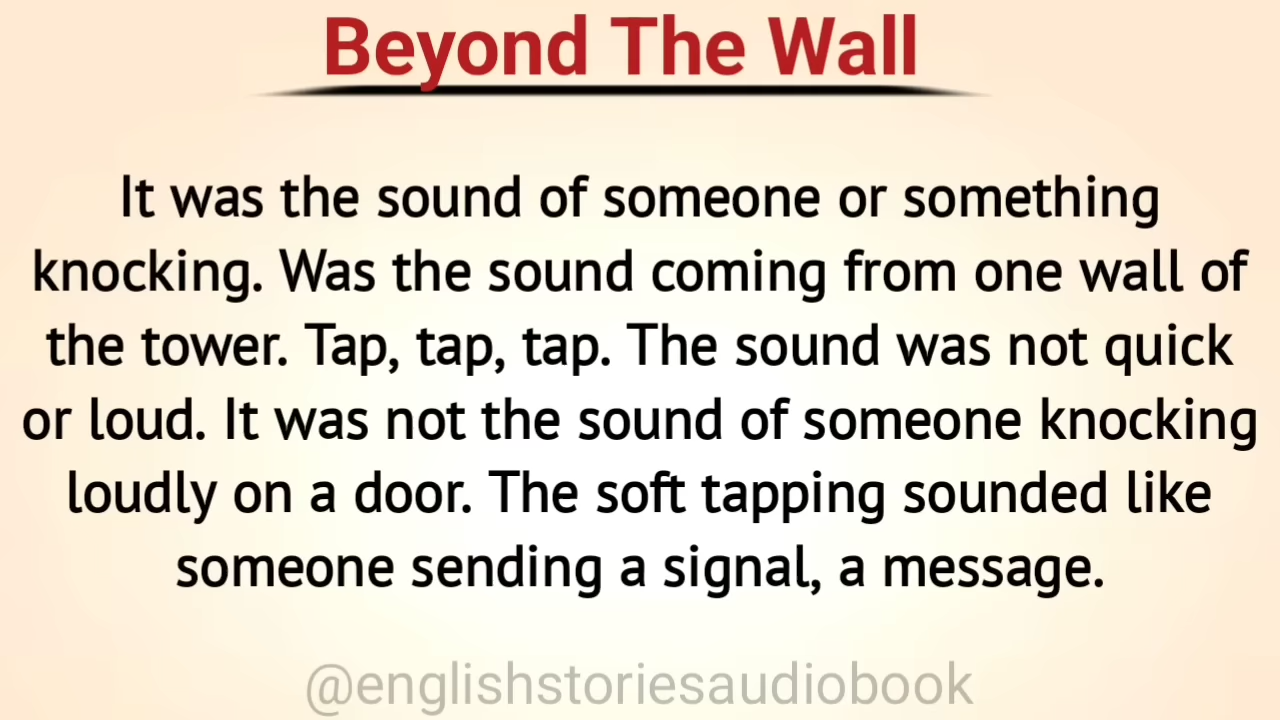 Beyond The Wall
It was the sound of someone or something
knocking. Was the sound coming from one wall of
the tower. Tap, tap, tap. The sound was not quick
or loud. It was not the sound of someone knocking
loudly on a door. The soft tapping sounded like
someone sending a signal, a message.
@englishstoriesaudiobook